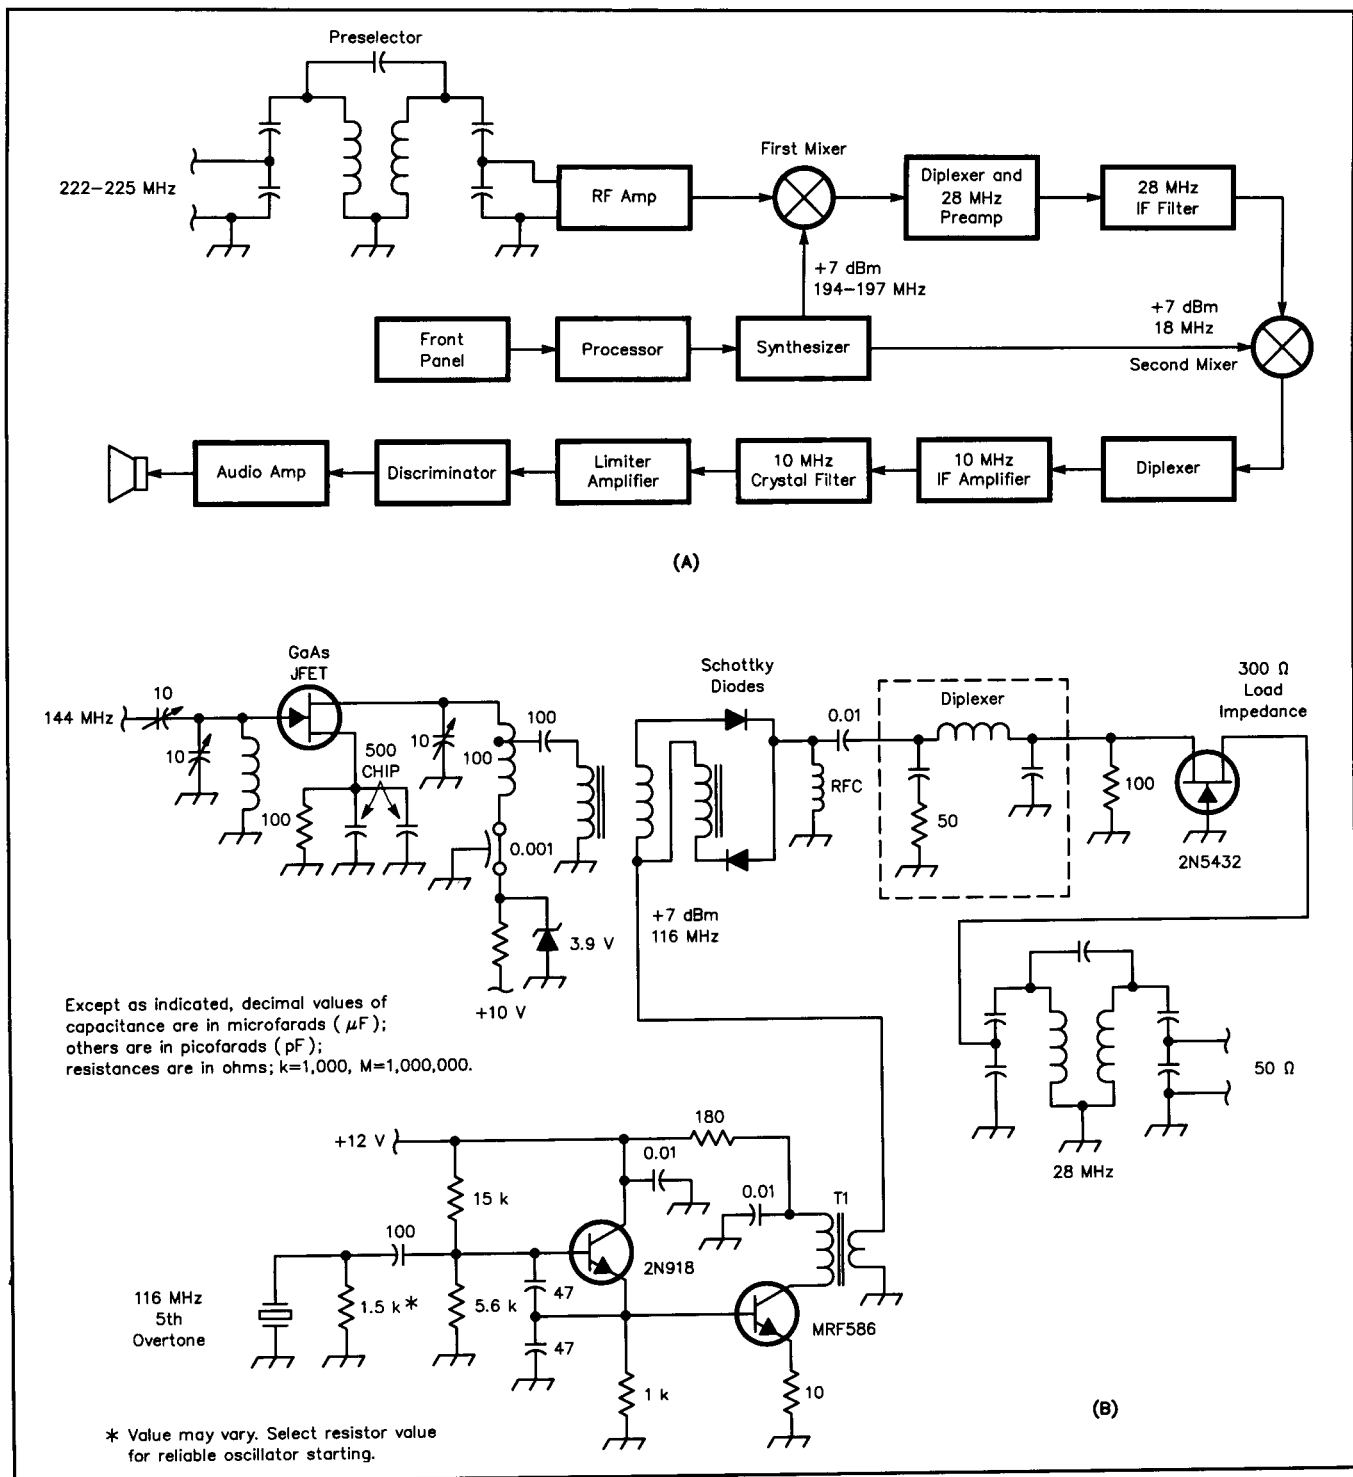 Preselector
222–225 MHz
RF Amp
First Mixer
Diplexer and
28 MHz
Preamp
28 MHz
IF Filter
+7 dBm
194–197 MHz
+7 dBm
18 MHz
Front
Panel
Processor
Synthesizer
Second Mixer
Audio Amp
Discriminator
Limiter
Amplifier
10 MHz
Crystal Filter
10 MHz
IF Amplifier
Diplexer
(A)
GaAs
JFET
144 MHz
10
10
100
500
CHIP
10
100
100
0.001
3.9 V
+10 V
Schottky
Diodes
+7 dBm
116 MHz
RFC
0.01
Diplexer
50
100
300 Ω
Load
Impedance
2N5432
50 Ω
28 MHz
Except as indicated, decimal values of
capacitance are in microfarads (μF);
others are in picofarads (pF);
resistances are in ohms; k=1,000, M=1,000,000.
+12 V
180
0.01
15 k
0.01
T1
100
2N918
116 MHz
5th
Overtone
1.5 k*
5.6 k
47
47
MRF586
1 k
10
(B)
* Value may vary. Select resistor value
for reliable oscillator starting.